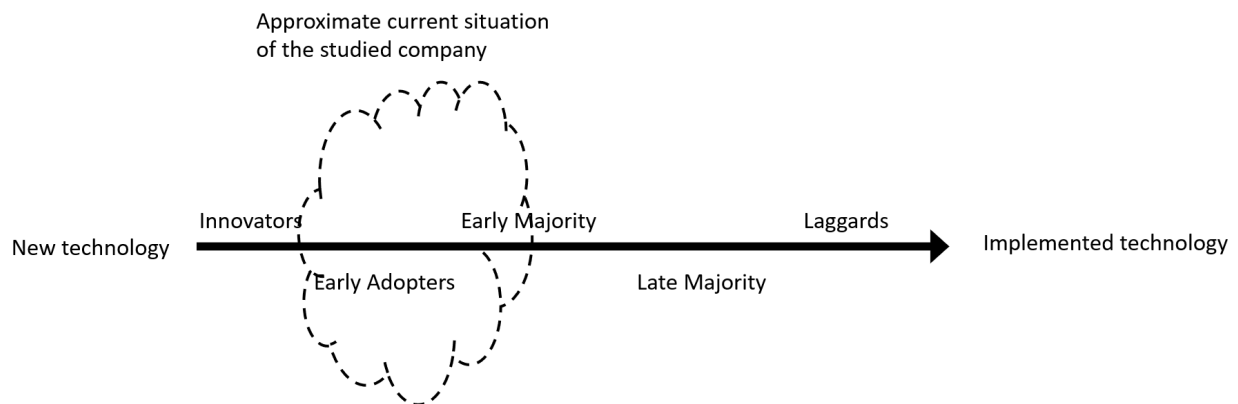 Approximate current situation
of the studied company
Innovators
Early Majority
Laggards
New technology
Implemented technology
Early Adopters
Late Majority